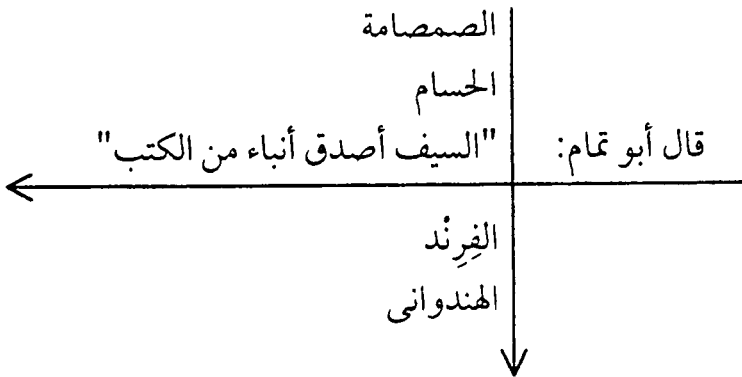 الصمصامة
الحسام
قال أبو تمام: "السيف أصدق أنباء من الكتب"
الفِرِنْد
الهندوانى